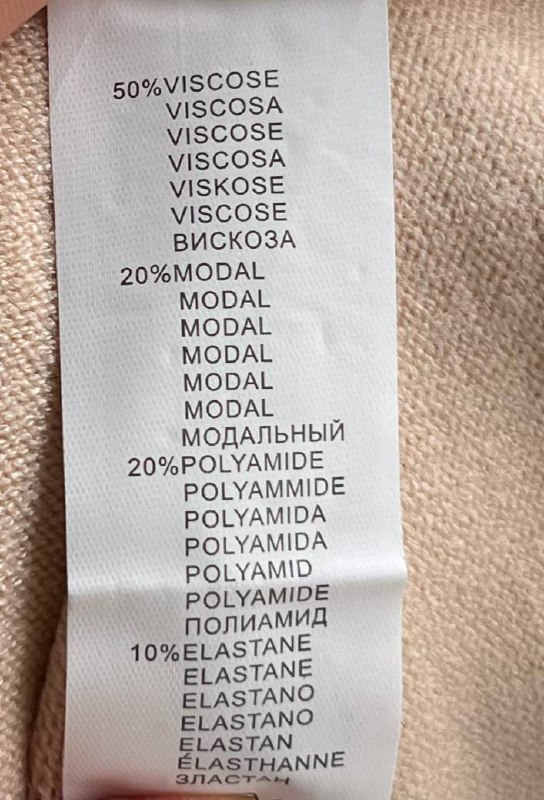 50%VISCOSE
VISCOSA
VISCOSE
VISCOSA
VISKOSE
VISCOSE
ВИСКОЗА
20%MODAL
MODAL
MODAL
MODAL
MODAL
MODAL
МОДАЛЬНЫЙ
20%POLYAMIDE
POLYAMMIDE
POLYAMIDA
POLYAMIDA
POLYAMID
POLYAMIDE
ПОЛИАМИД
10%ELASTANE
ELASTANE
ELASTANO
ELASTANO
ELASTAN
ÉLASTHANNE
ЭЛАСТАН